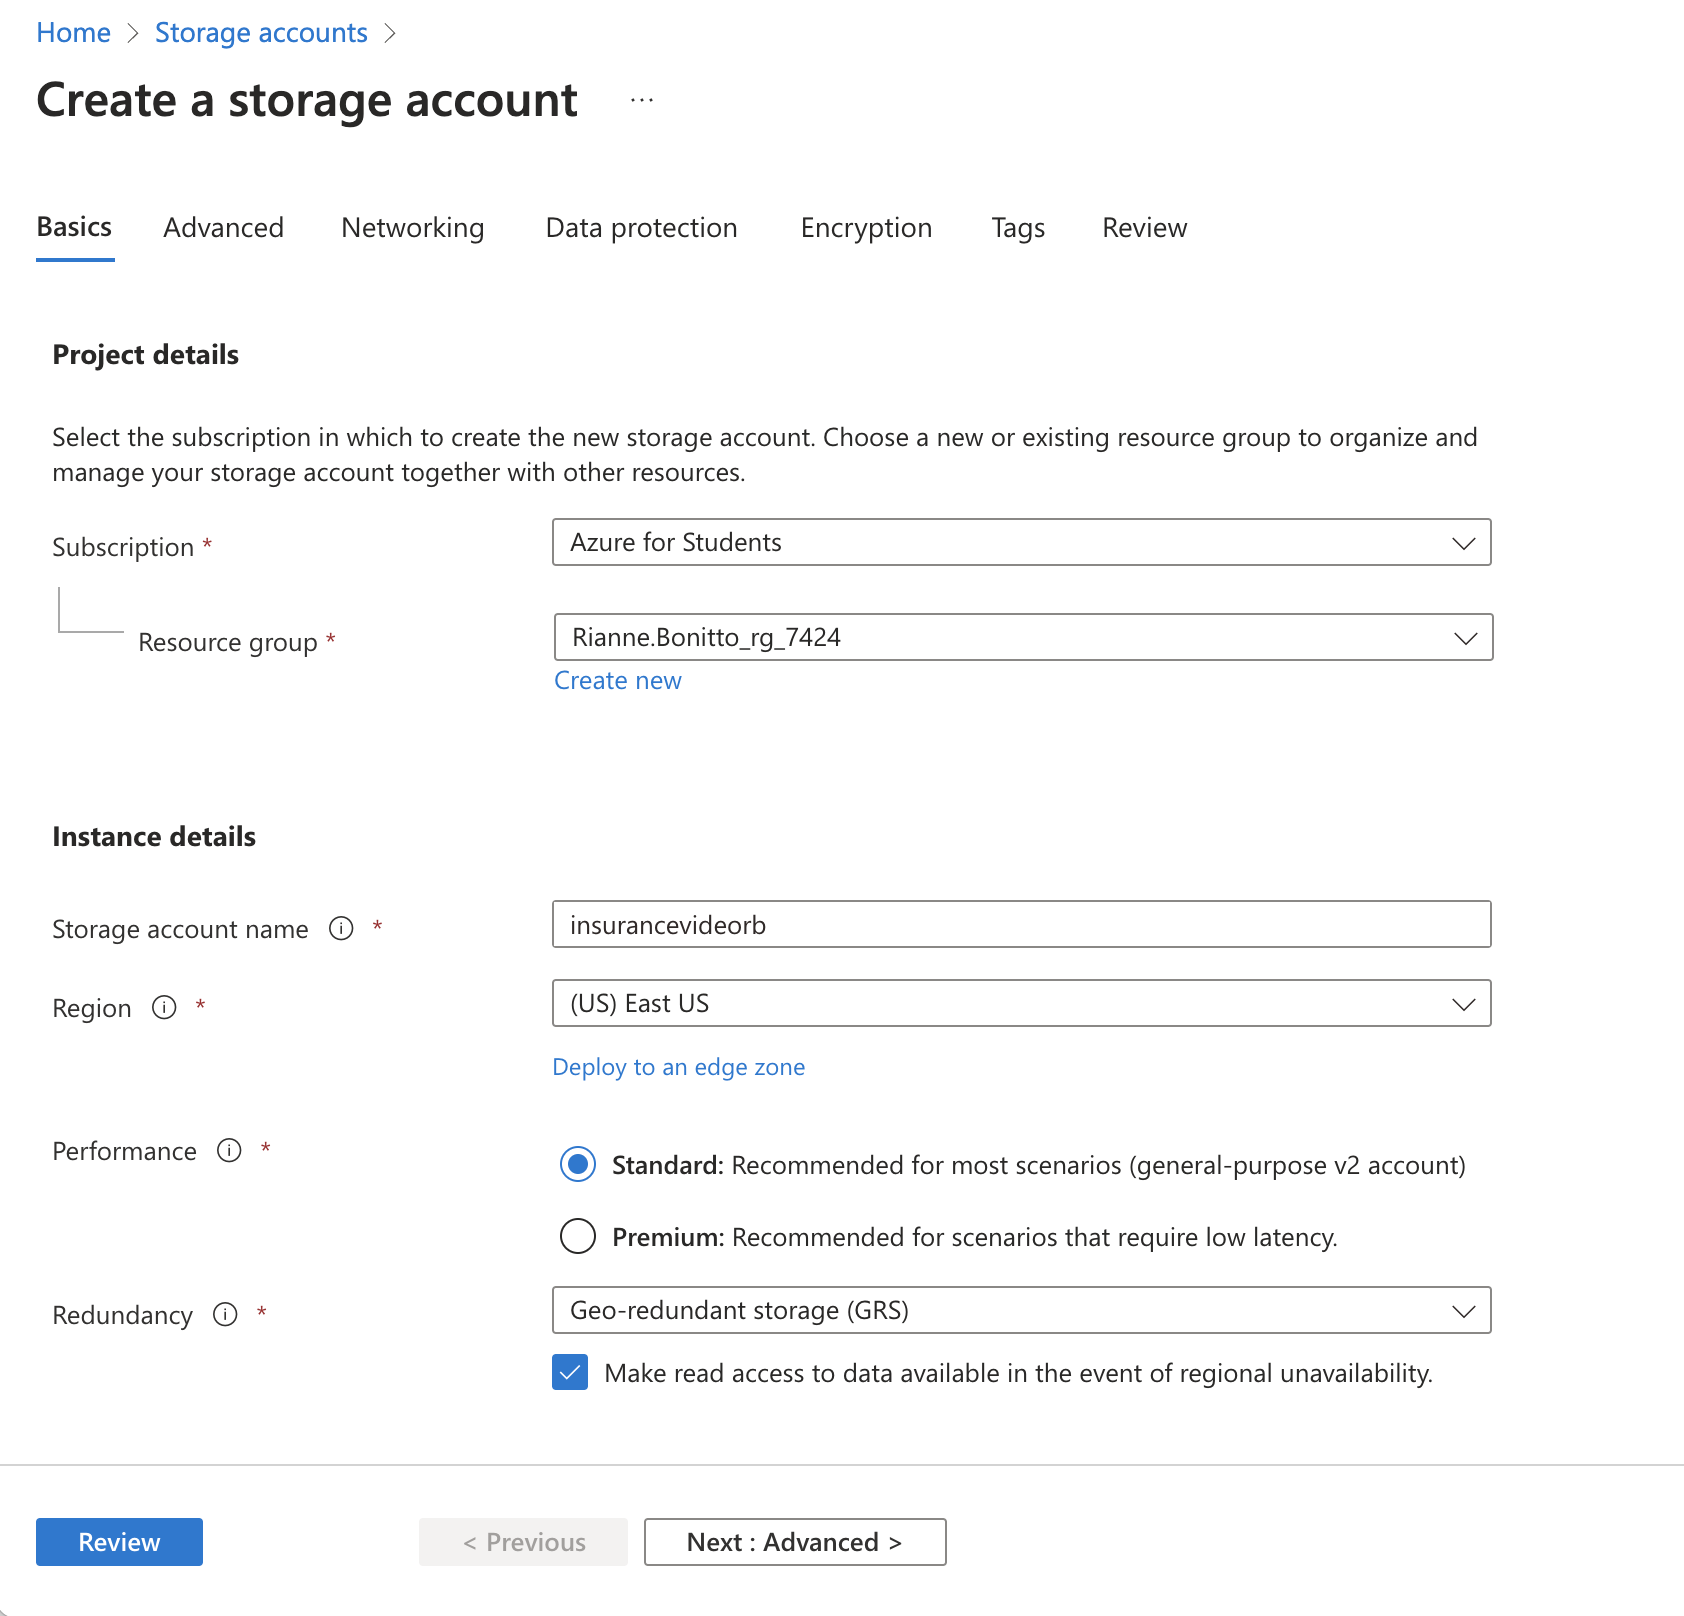 Home > Storage accounts >
Create a storage account ...
Basics Advanced Networking Data protection Encryption Tags Review
Project details
Select the subscription in which to create the new storage account. Choose a new or existing resource group to organize and
manage your storage account together with other resources.
Subscription * Azure for Students
Resource group * Rianne.Bonitto_rg_7424
Create new
Instance details
Storage account name * insurancevideorb
Region * (US) East US
Deploy to an edge zone
Performance * Standard: Recommended for most scenarios (general-purpose v2 account)
Premium: Recommended for scenarios that require low latency.
Redundancy * Geo-redundant storage (GRS)
Make read access to data available in the event of regional unavailability.
Review < Previous Next : Advanced >